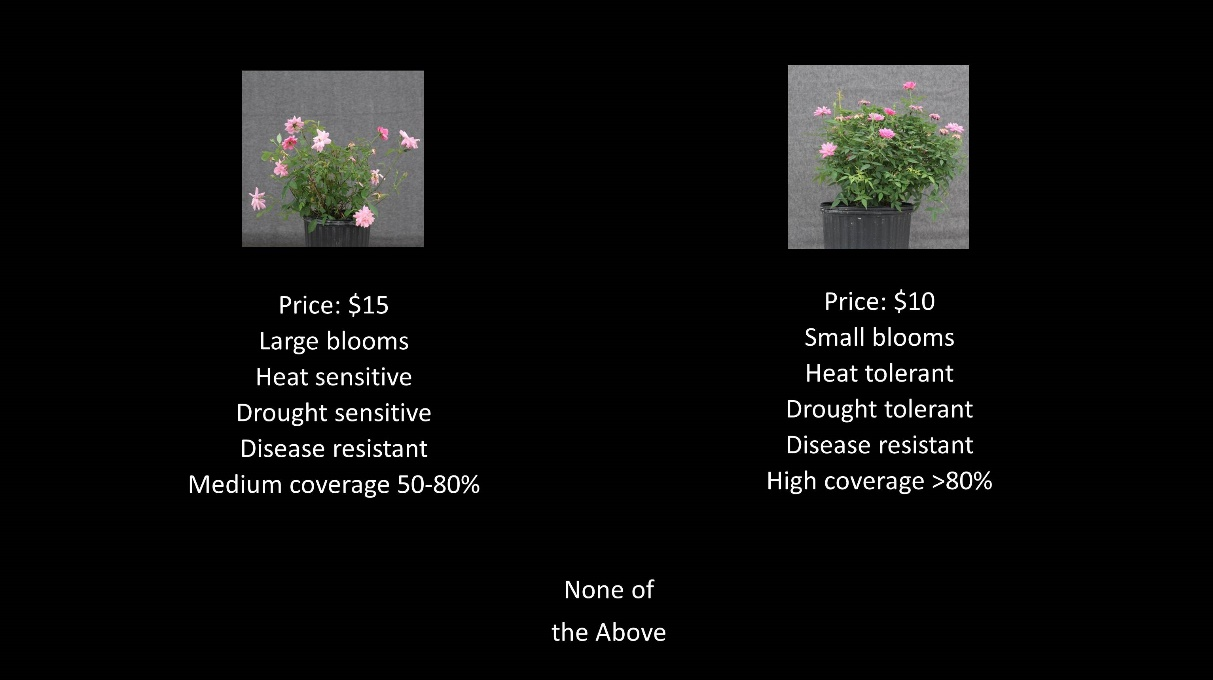 Price: $15
Large blooms
Heat sensitive
Drought sensitive
Disease resistant
Medium coverage 50-80%
Price: $10
Small blooms
Heat tolerant
Drought tolerant
Disease resistant
High coverage >80%
None of
the Above